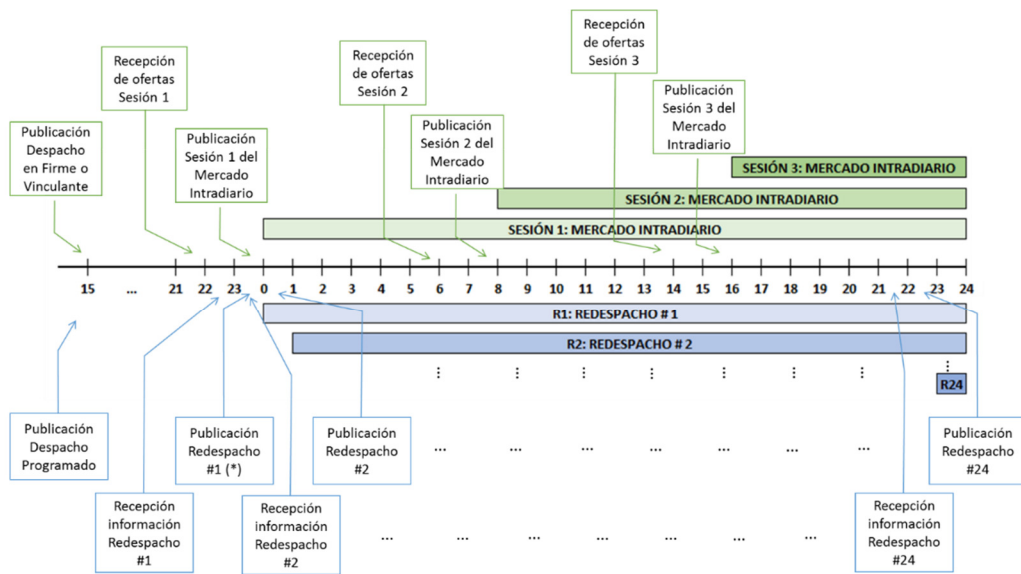 Recepción
de ofertas
Sesión 1
Recepción
de ofertas
Sesión 2
Recepción
de ofertas
Sesión 3
Publicación
Despacho
en Firme o
Vinculante
Publicación
Sesión 1 del
Mercado
Intradiario
Publicación
Sesión 2 del
Mercado
Intradiario
Publicación
Sesión 3 del
Mercado
Intradiario
SESIÓN 3: MERCADO INTRADIARIO
SESIÓN 2: MERCADO INTRADIARIO
SESIÓN 1: MERCADO INTRADIARIO
15 ... 21 22 23 0 1 2 3 4 5 6 7 8 9 10 11 12 13 14 15 16 17 18 19 20 21 22 23 24
R1: REDESPACHO # 1
R2: REDESPACHO # 2
R24
Publicación
Despacho
Programado
Publicación
Redespacho
#1 (*)
Publicación
Redespacho
#2
... ... ... ... ... ...
Publicación
Redespacho
#24
Recepción
información
Redespacho
#1
Recepción
información
Redespacho
#2
... ... ... ... ... ...
Recepción
información
Redespacho
#24